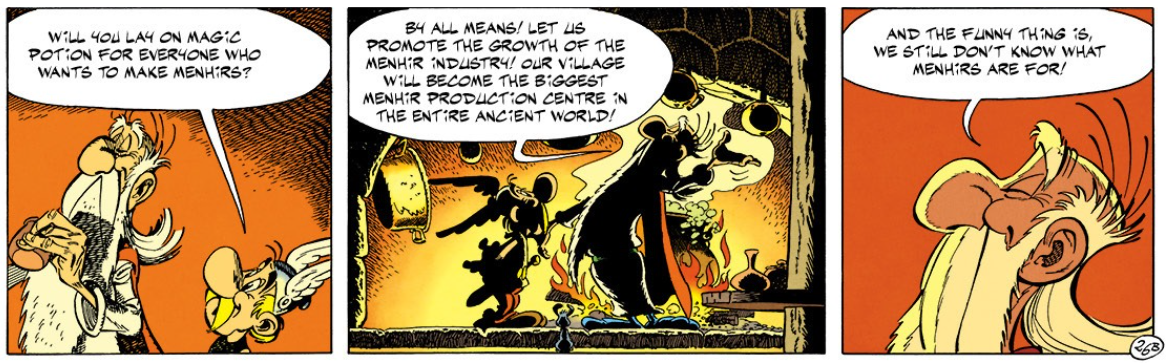 WILL YOU LAY ON MAGIC
POTION FOR EVERYONE WHO
WANTS TO MAKE MENHIRS?
BY ALL MEANS! LET US
PROMOTE THE GROWTH OF THE
MENHIR INDUSTRY! OUR VILLAGE
WILL BECOME THE BIGGEST
MENHIR PRODUCTION CENTRE IN
THE ENTIRE ANCIENT WORLD!
AND THE FUNNY THING IS,
WE STILL DON'T KNOW WHAT
MENHIRS ARE FOR!
26B